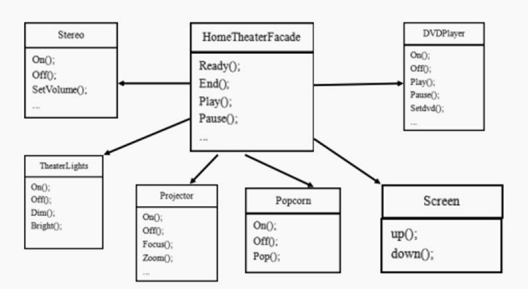 Stereo
On();
Off();
SetVolume();
...
HomeTheaterFacade
Ready();
End();
Play();
Pause();
...
DVDPlayer
On();
Off();
Play();
Pause();
Setdvd();
...
TheaterLights
On();
Off();
Dim();
Bright();
Projector
On();
Off();
Focus();
Zoom();
...
Popcorn
On();
Off();
Pop();
Screen
up();
down();